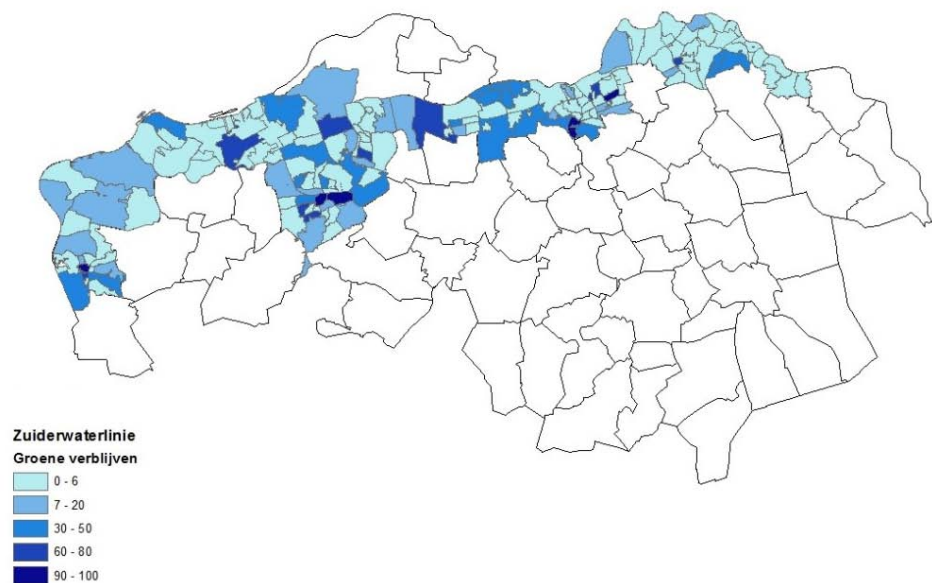 Zuiderwaterlinie
Groene verblijven
0 - 6
7 - 20
30 - 50
60 - 80
90 - 100